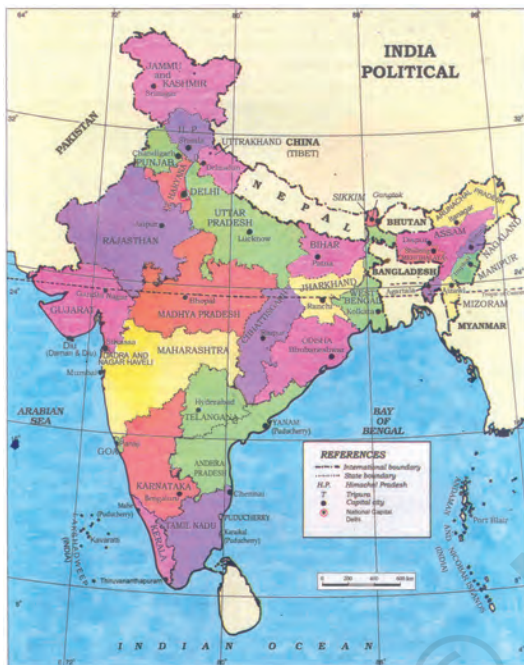 INDIA
POLITICAL
JAMMU
and
KASHMIR
Srinagar
PAKISTAN
H. P.
Shimla
Chandigarh
PUNJAB
UTTRAKHAND
Dehradun
CHINA
(TIBET)
HARYANA
DELHI
NEPAL
SIKKIM
Gangtok
BHUTAN
ARUNACHAL PRADESH
Itanagar
RAJASTHAN
Jaipur
UTTAR
PRADESH
Lucknow
BIHAR
Patna
ASSAM
Dispur
NAGALAND
MANIPUR
BANGLADESH
Aizawl
Agartala
MIZORAM
MYANMAR
GUJARAT
Gandhi Nagar
Bhopal
MADHYA PRADESH
JHARKHAND
Ranchi
WEST
BENGAL
Kolkata
CHHATTISGARH
Raipur
ODISHA
Bhubaneshwar
Diu
(Daman & Diu)
DADRA AND
NAGAR HAVELI
MAHARASHTRA
Mumbai
Hyderabad
TELANGANA
YANAM
(Puducherry)
ARABIAN
SEA
BAY
OF
BENGAL
GOA
Panaji
ANDHRA
PRADESH
KARNATAKA
Bengaluru
Chennai
PUDUCHERRY
Mahe
(Puducherry)
Karaikal
(Puducherry)
TAMIL NADU
KERALA
LAKSHADWEEP
(INDIA)
Kavaratti
Thiruvananthapuram
REFERENCES
International boundary
State boundary
H.P. Himachal Pradesh
T Tripura
Capital city
National Capital
Delhi
Port Blair
ANDAMAN AND NICOBAR ISLANDS
(INDIA)
INDIAN OCEAN